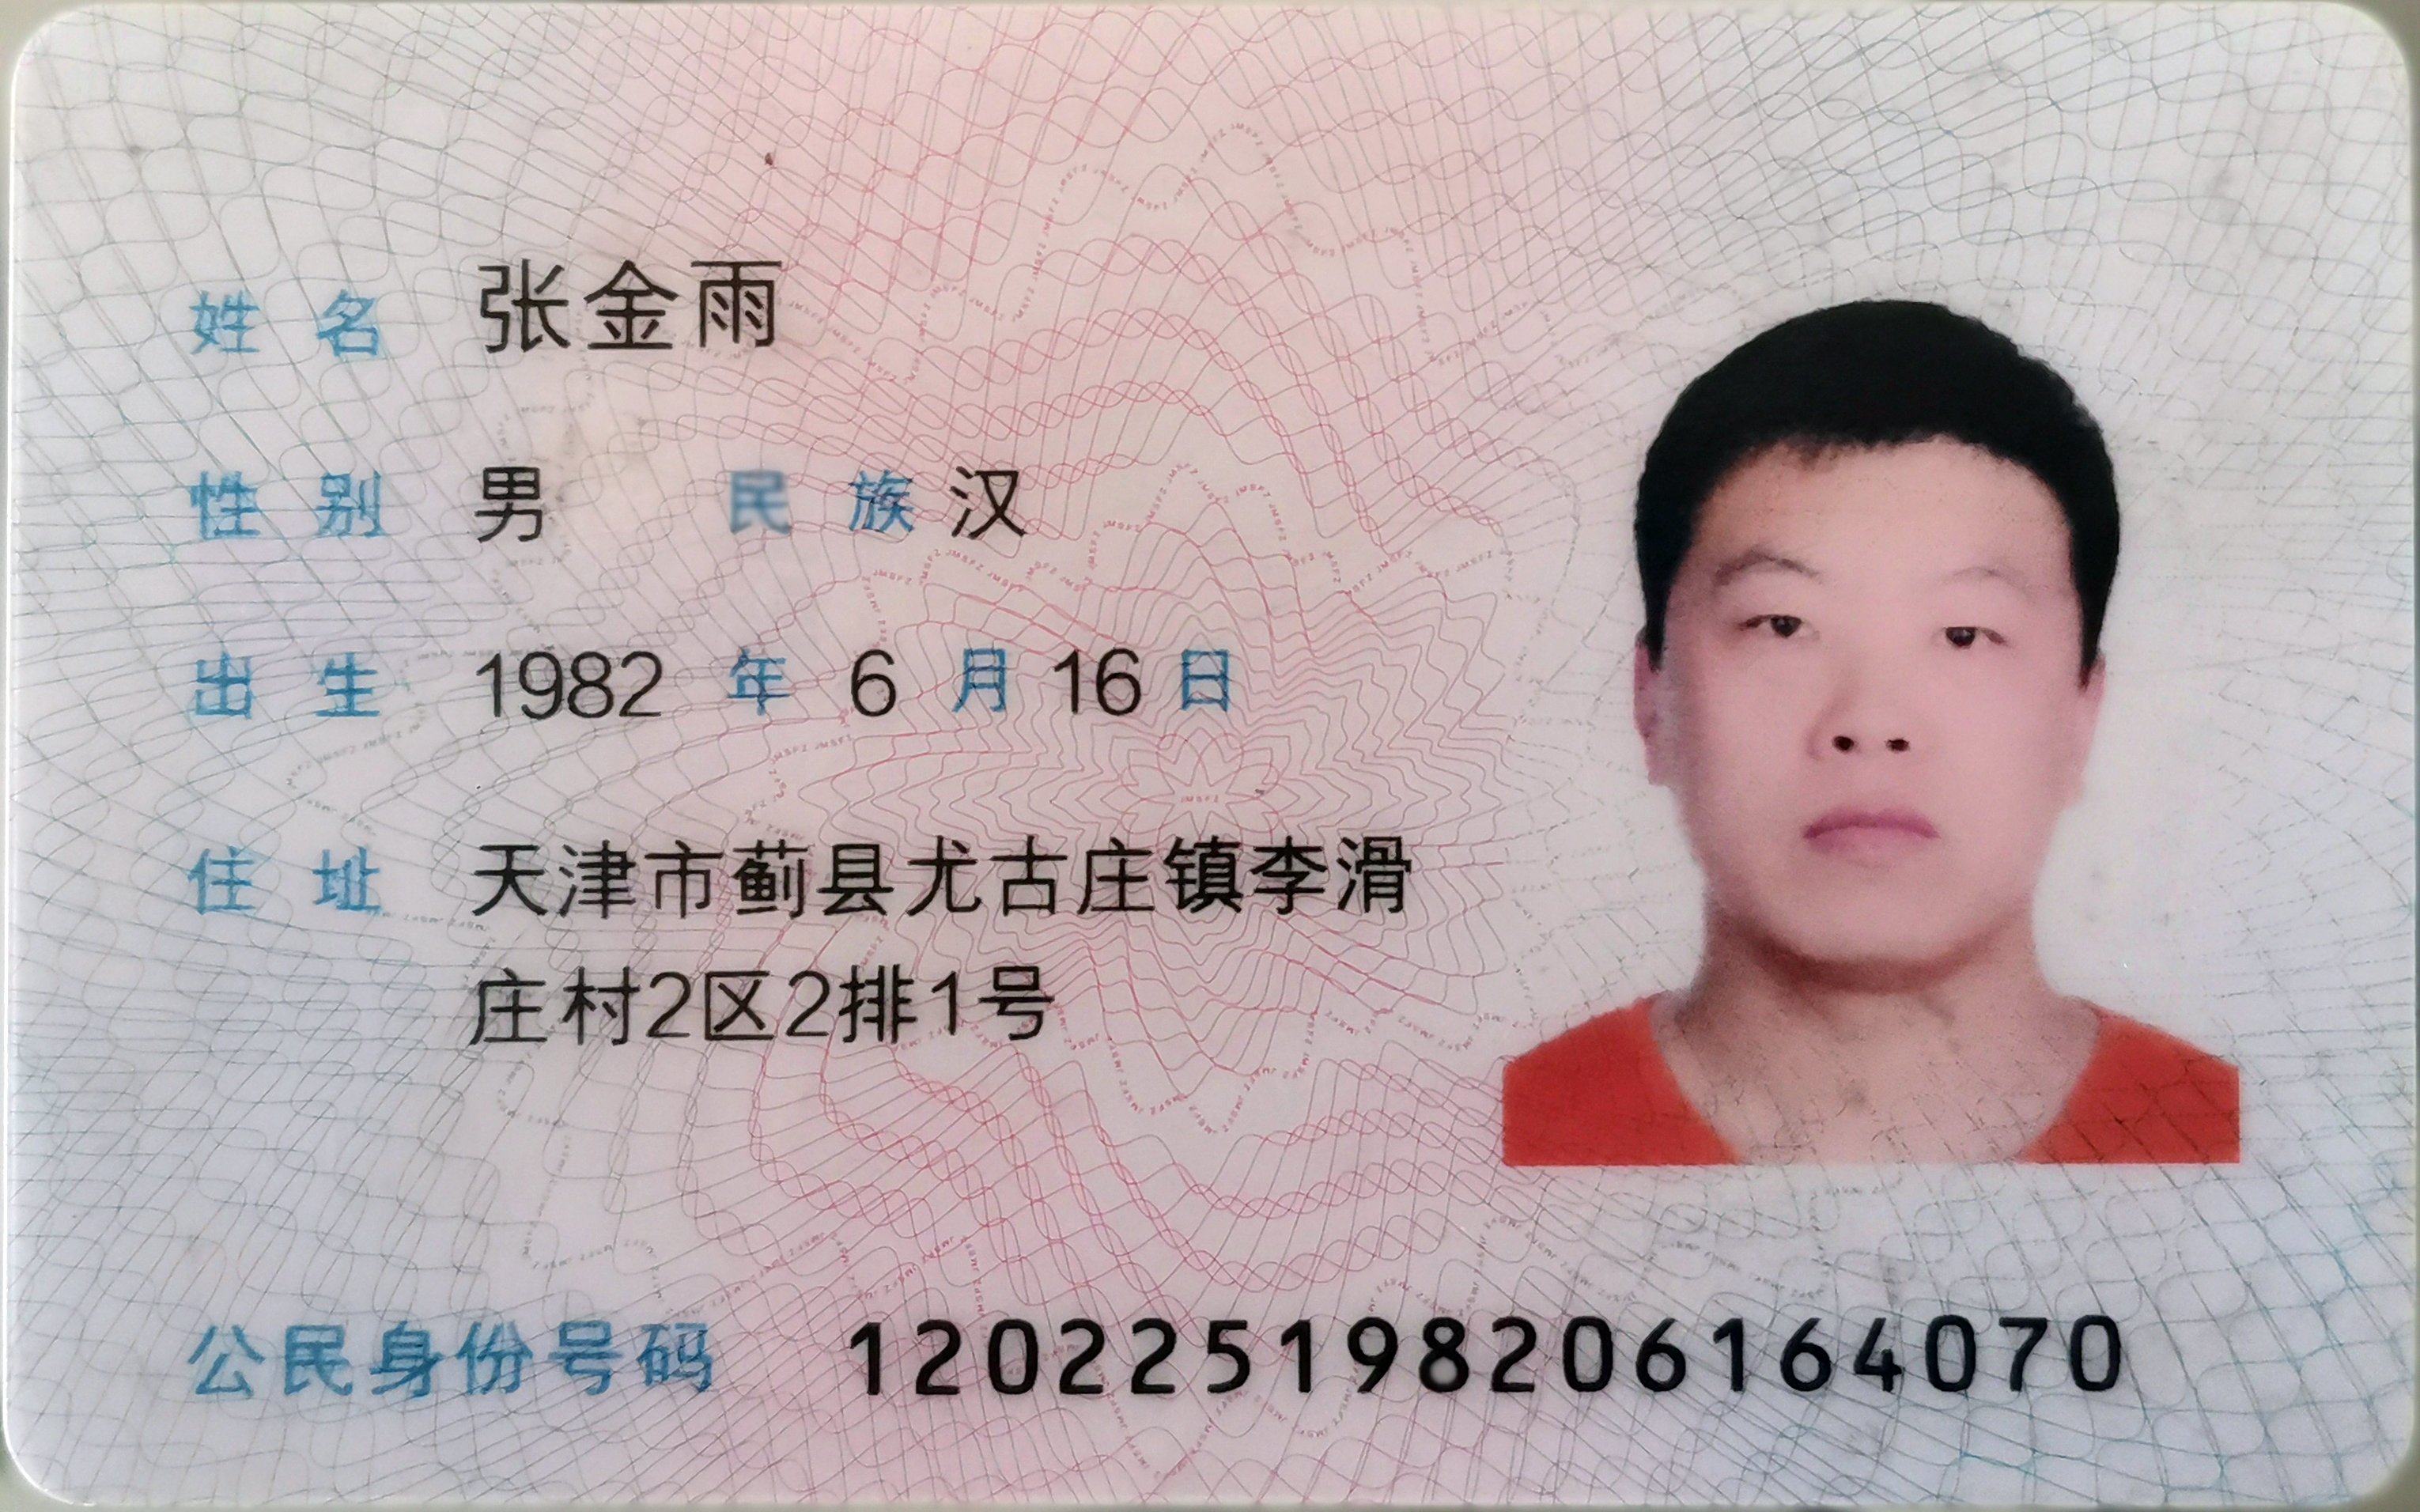 姓名 张金雨
性别 男 民族 汉
出生 1982 年 6 月 16 日
住址 天津市蓟县尤古庄镇李滑
庄村2区2排1号
公民身份号码 120225198206164070